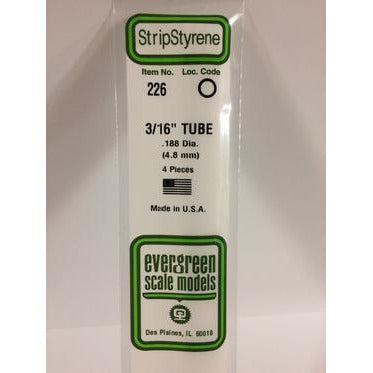 StripStyrene
Item No. Loc. Code
226
3/16" TUBE
.188 Dia.
(4.8 mm)
4 Pieces
Made in U.S.A.
evergreen
scale models
Des Plaines, IL 60018